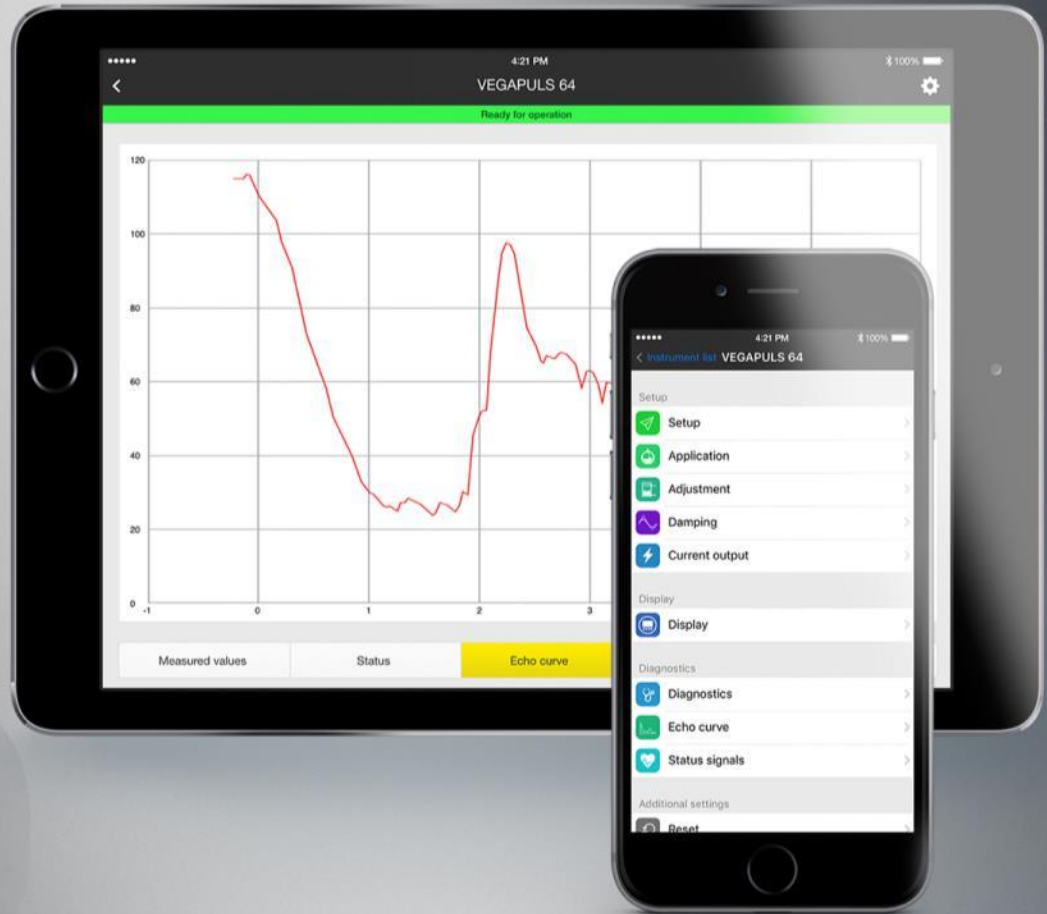 4:21 PM
100%
VEGAPULS 64
Ready for operation
120
100
80
60
40
20
0
-1
0
1
2
3
Measured values
Status
Echo curve
4:21 PM
100%
Instrument list VEGAPULS 64
Setup
Setup
Application
Adjustment
Damping
Current output
Display
Display
Diagnostics
Diagnostics
Echo curve
Status signals
Additional settings
Reset